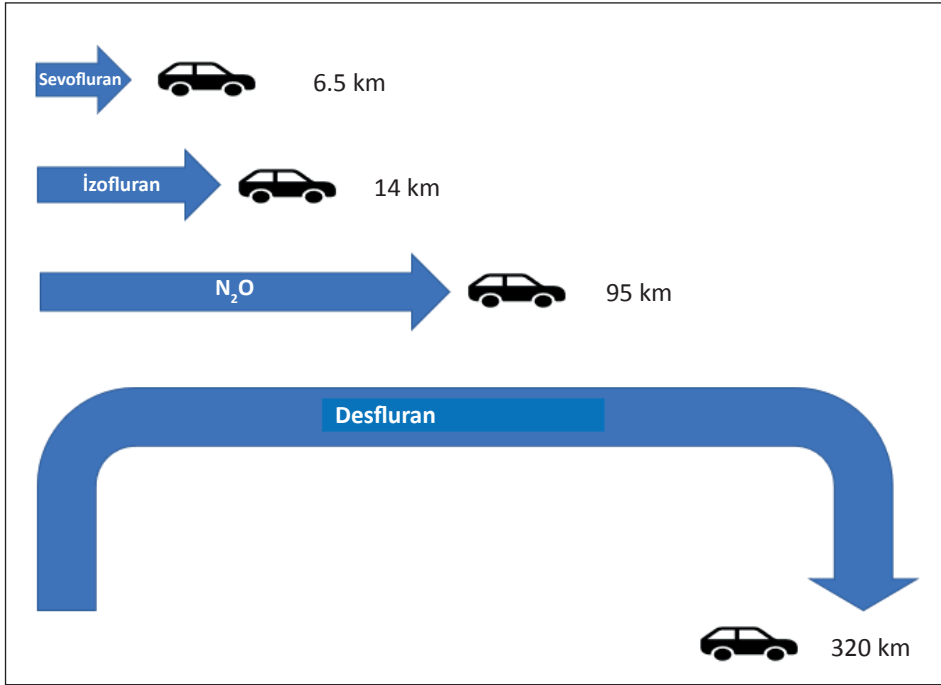 Sevofluran
6.5 km
İzofluran
14 km
N₂O
95 km
Desfluran
320 km